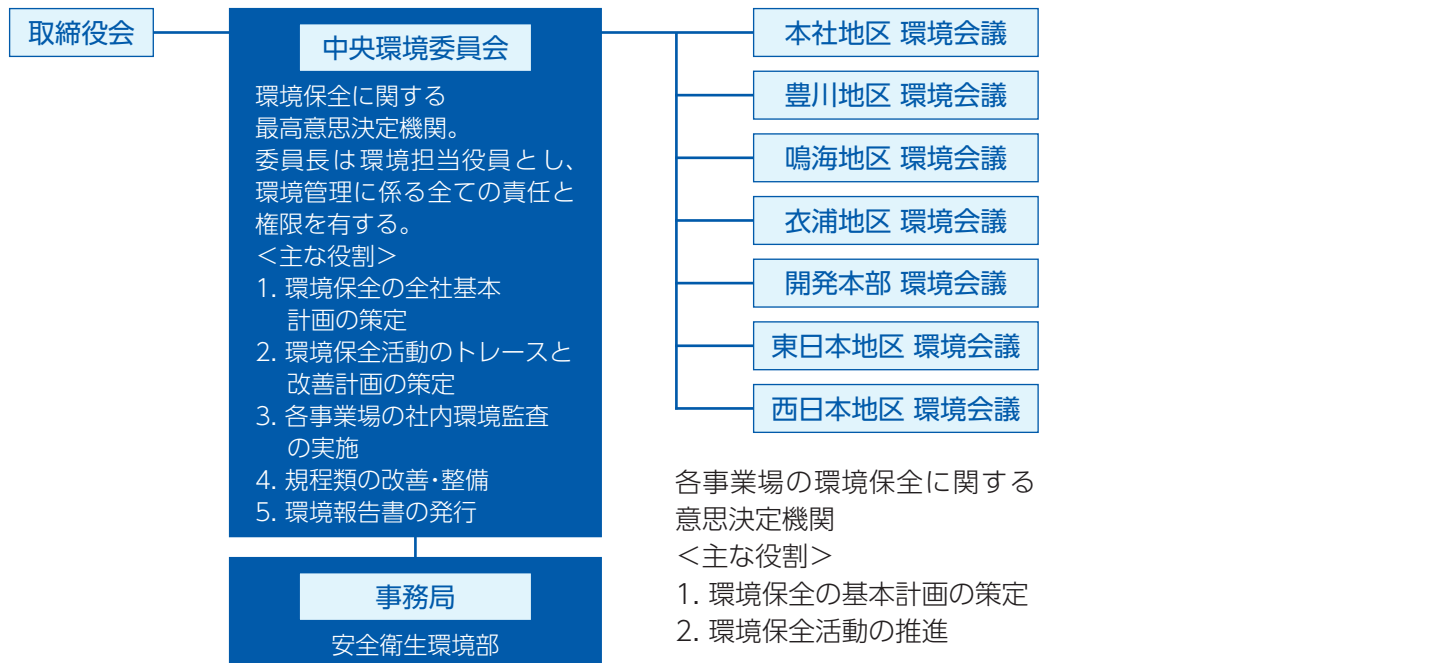 取締役会
中央環境委員会
環境保全に関する
最高意思決定機関。
委員長は環境担当役員とし、
環境管理に係る全ての責任と
権限を有する。
＜主な役割＞
1. 環境保全の全社基本
計画の策定
2. 環境保全活動のトレースと
改善計画の策定
3. 各事業場の社内環境監査
の実施
4. 規程類の改善・整備
5. 環境報告書の発行
事務局
安全衛生環境部
本社地区 環境会議
豊川地区 環境会議
鳴海地区 環境会議
衣浦地区 環境会議
開発本部 環境会議
東日本地区 環境会議
西日本地区 環境会議
各事業場の環境保全に関する
意思決定機関
＜主な役割＞
1. 環境保全の基本計画の策定
2. 環境保全活動の推進